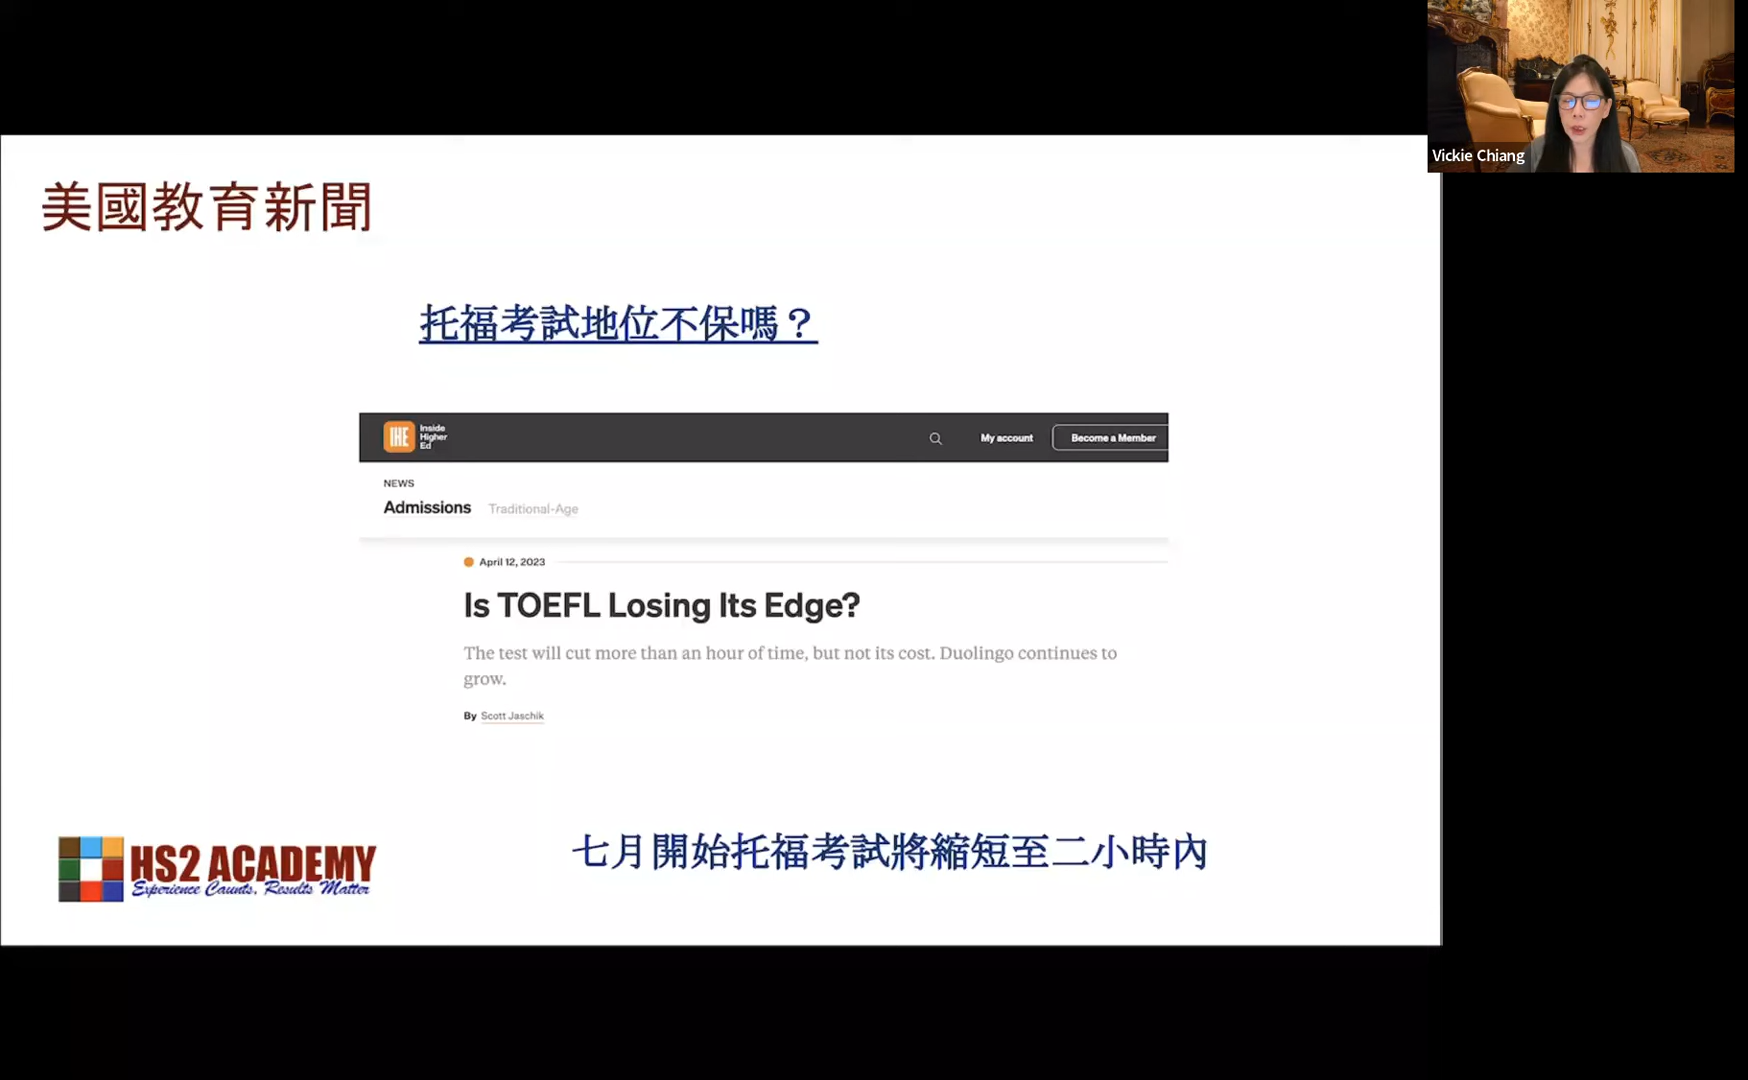 Vickie Chiang
美國教育新聞
托福考試地位不保嗎？
IHE
Inside
Higher
Ed
My account
Become a Member
NEWS
Admissions Traditional-Age
April 12, 2023
Is TOEFL Losing Its Edge?
The test will cut more than an hour of time, but not its cost. Duolingo continues to
grow.
By Scott Jaschik
HS2 ACADEMY
Experience Counts, Results Matter
七月開始托福考試將縮短至二小時內